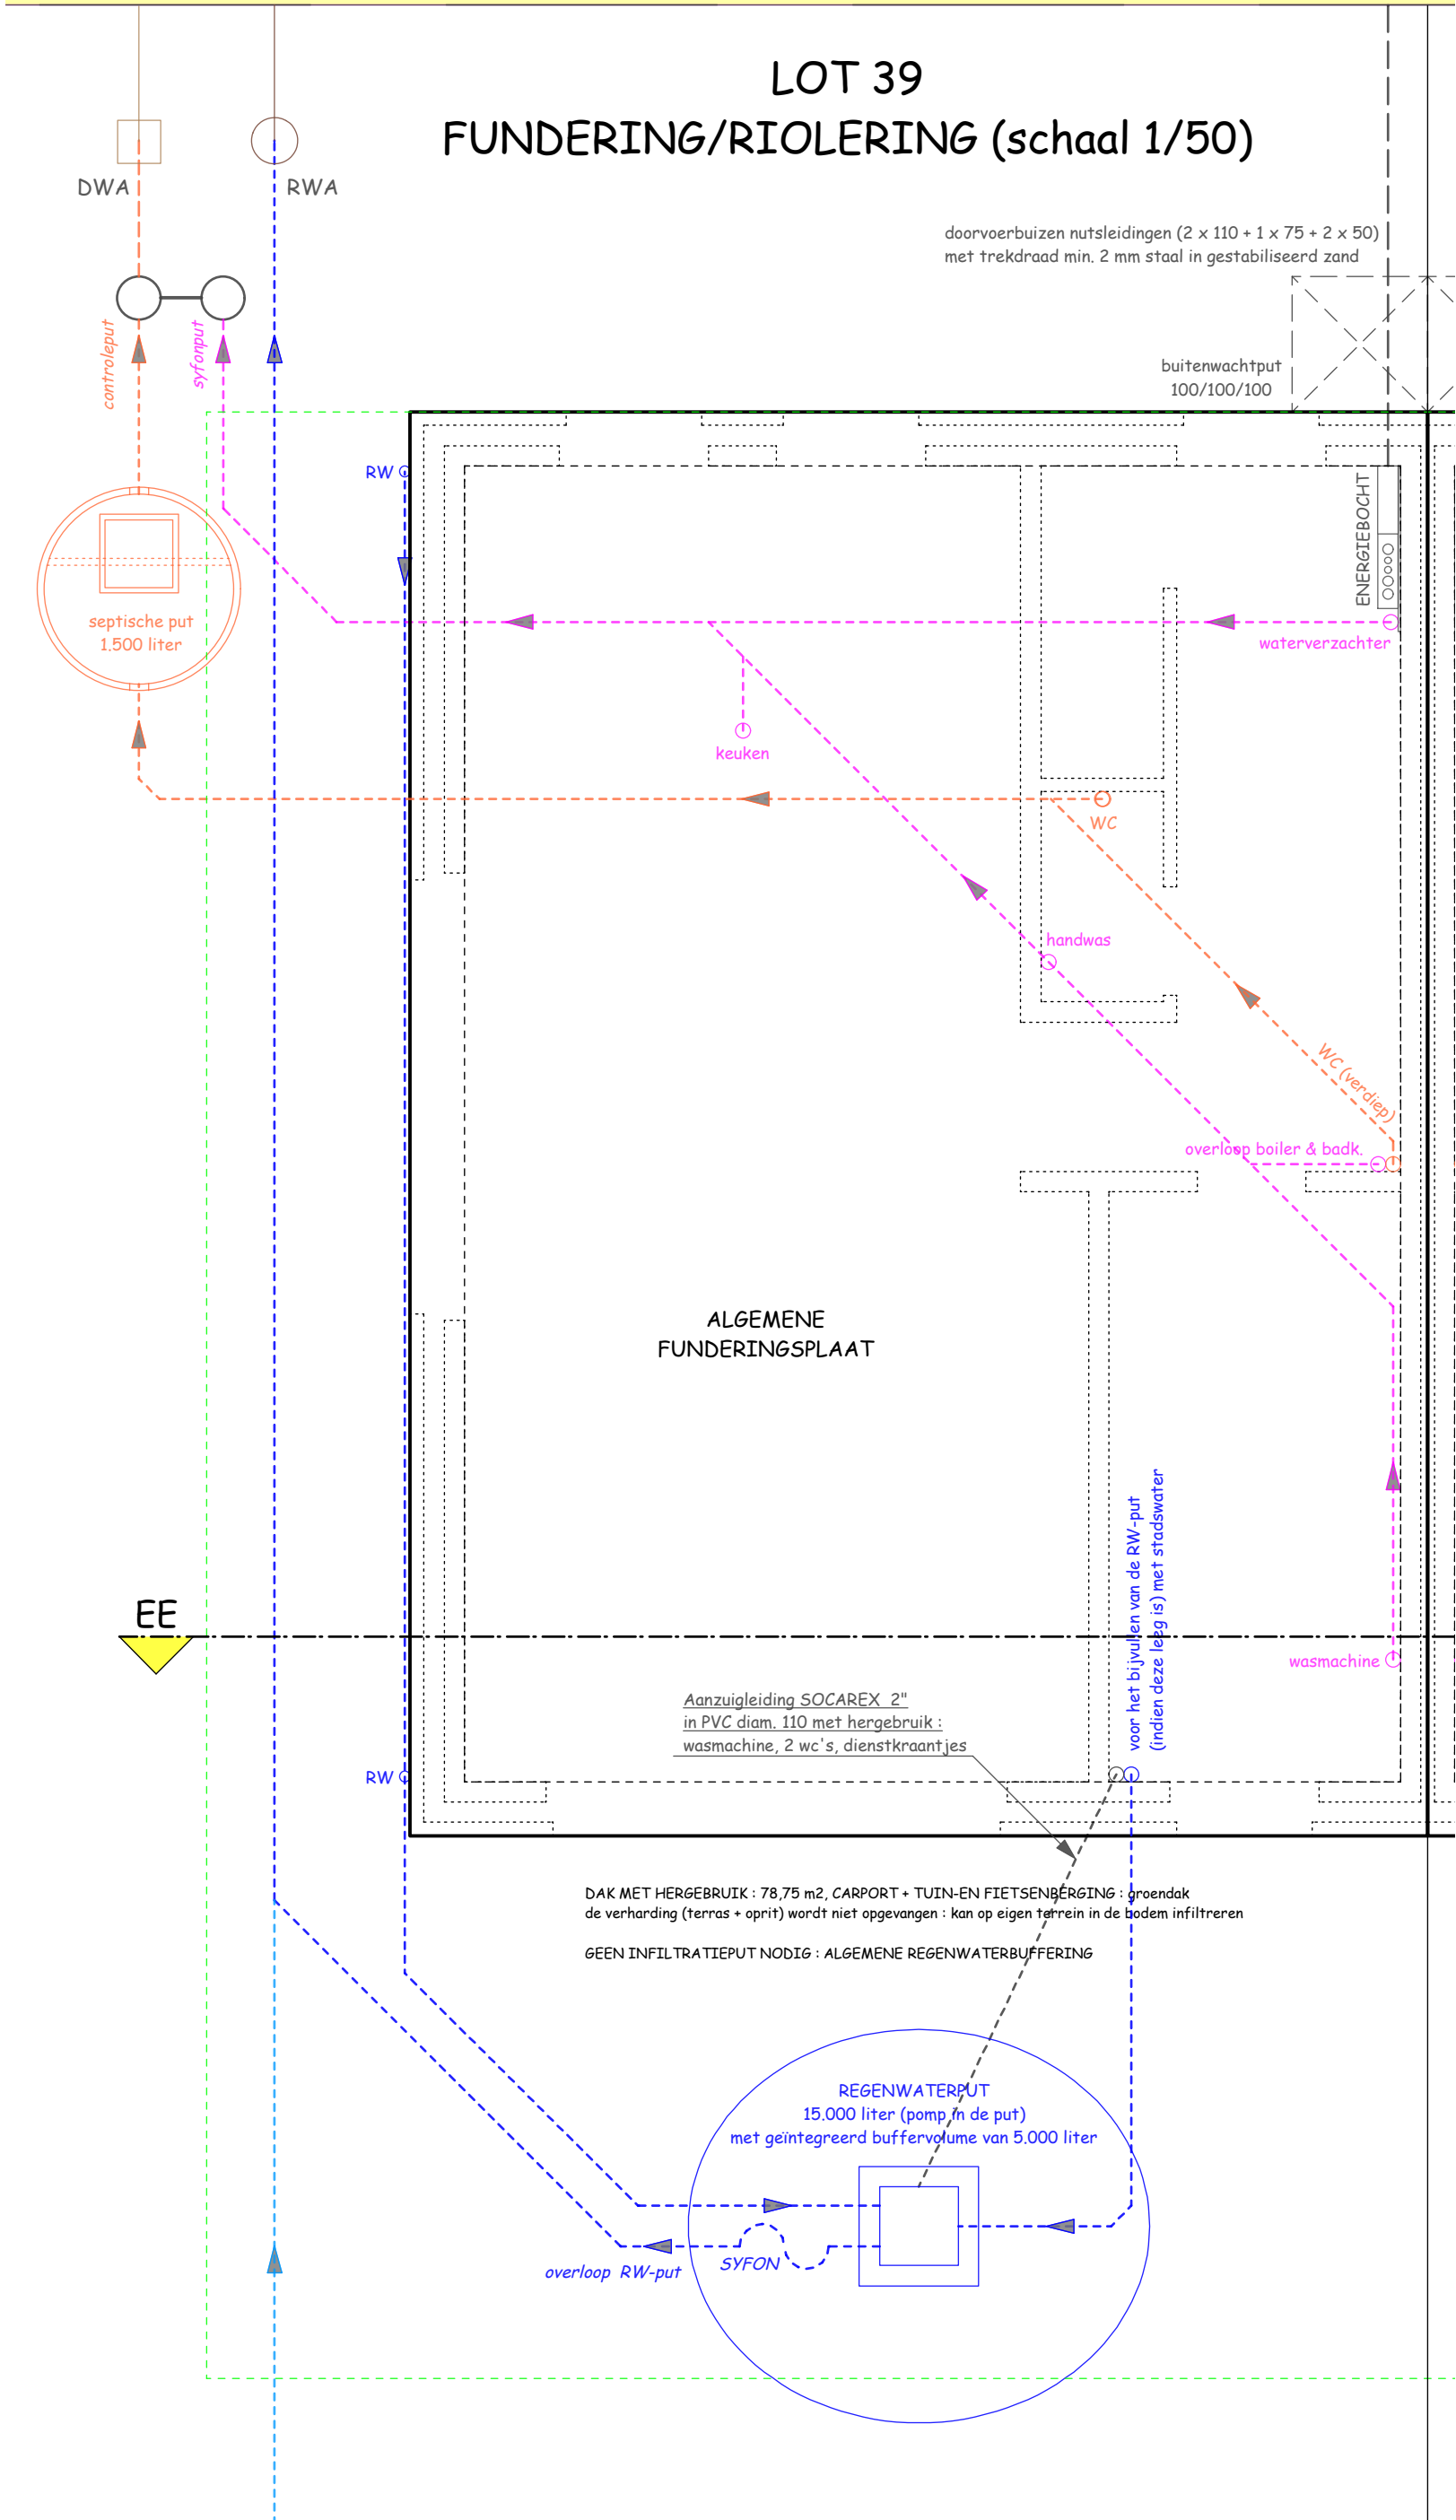 LOT 39
FUNDERING/RIOLERING (schaal 1/50)
DWA
RWA
doorvoerbuizen nutsleidingen (2 x 110 + 1 x 75 + 2 x 50)
met trekdraad min. 2 mm staal in gestabiliseerd zand
controleput
syfonput
buitenwachtput
100/100/100
RW
ENERGIEBOCHT
septische put
1.500 liter
waterverzachter
keuken
WC
handwas
WC (verdiep)
overloop boiler & badk.
ALGEMENE
FUNDERINGSPLAAT
voor het bijvullen van de RW-put
(indien deze leeg is) met stadswater
EE
wasmachine
Aanzuigleiding SOCAREX 2"
in PVC diam. 110 met hergebruik :
wasmachine, 2 wc's, dienstkraantjes
RW
DAK MET HERGEBRUIK : 78,75 m2, CARPORT + TUIN-EN FIETSENBERGING : groendak
de verharding (terras + oprit) wordt niet opgevangen : kan op eigen terrein in de bodem infiltreren
GEEN INFILTRATIEPUT NODIG : ALGEMENE REGENWATERBUFFERING
REGENWATERPUT
15.000 liter (pomp in de put)
met geïntegreerd buffervolume van 5.000 liter
overloop RW-put
SYFON